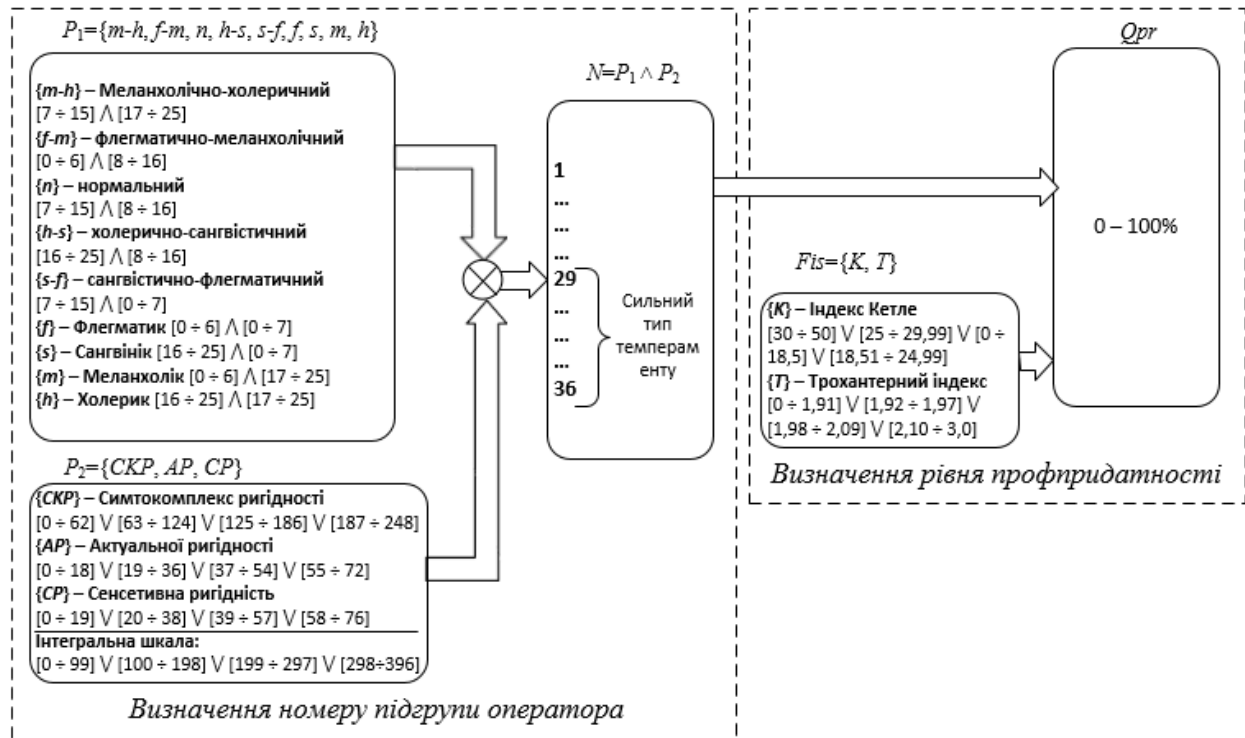 P1={m-h, f-m, n, h-s, s-f, f, s, m, h}
{m-h} – Меланхолічно-холеричний
[7 ÷ 15] ⋀ [17 ÷ 25]
{f-m} – флегматично-меланхолічний
[0 ÷ 6] ⋀ [8 ÷ 16]
{n} – нормальний
[7 ÷ 15] ⋀ [8 ÷ 16]
{h-s} – холерично-сангвістичний
[16 ÷ 25] ⋀ [8 ÷ 16]
{s-f} – сангвістично-флегматичний
[7 ÷ 15] ⋀ [0 ÷ 7]
{f} – Флегматик [0 ÷ 6] ⋀ [0 ÷ 7]
{s} – Сангвінік [16 ÷ 25] ⋀ [0 ÷ 7]
{m} – Меланхолік [0 ÷ 6] ⋀ [17 ÷ 25]
{h} – Холерик [16 ÷ 25] ⋀ [17 ÷ 25]
P2={СКР, АР, СР}
{СКР} – Симтокомплекс ригідності
[0 ÷ 62] ⋁ [63 ÷ 124] ⋁ [125 ÷ 186] ⋁ [187 ÷ 248]
{АР} – Актуальної ригідності
[0 ÷ 18] ⋁ [19 ÷ 36] ⋁ [37 ÷ 54] ⋁ [55 ÷ 72]
{СР} – Сенсетивна ригідність
[0 ÷ 19] ⋁ [20 ÷ 38] ⋁ [39 ÷ 57] ⋁ [58 ÷ 76]
Інтегральна шкала:
[0 ÷ 99] ⋁ [100 ÷ 198] ⋁ [199 ÷ 297] ⋁ [298÷396]
N=P1 ∧ P2
1
...
...
...
29
...
...
...
36
Сильний
тип
темперам
енту
Визначення номеру підгрупи оператора
Qpr
0 – 100%
Fis={K, T}
{K} – Індекс Кетле
[30 ÷ 50] ⋁ [25 ÷ 29,99] ⋁ [0 ÷
18,5] ⋁ [18,51 ÷ 24,99]
{T} – Трохантерний індекс
[0 ÷ 1,91] ⋁ [1,92 ÷ 1,97] ⋁
[1,98 ÷ 2,09] ⋁ [2,10 ÷ 3,0]
Визначення рівня профпридатності